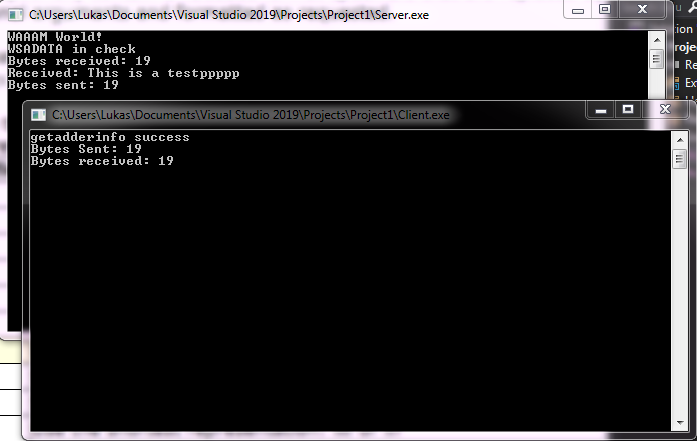 C:\Users\Lukas\Documents\Visual Studio 2019\Projects\Project1\Server.exe
WAAAM World!
WSADATA in check
Bytes received: 19
Received: This is a testppppp
Bytes sent: 19
C:\Users\Lukas\Documents\Visual Studio 2019\Projects\Project1\Client.exe
getadderinfo success
Bytes Sent: 19
Bytes received: 19